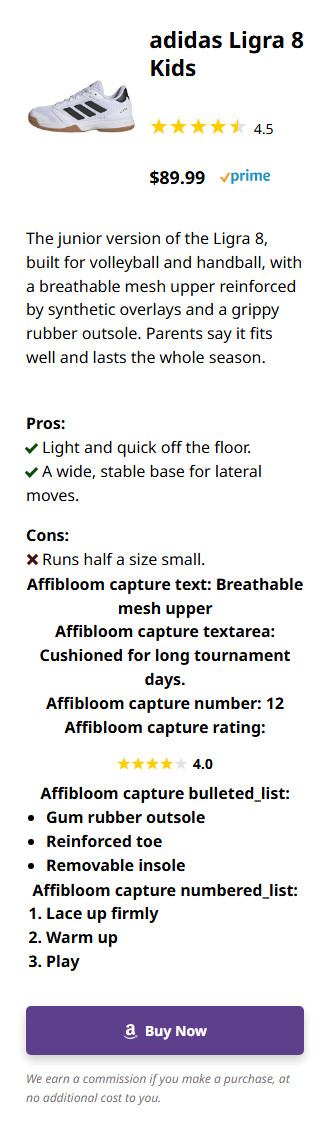 adidas Ligra 8
Kids
4.5
$89.99 prime
The junior version of the Ligra 8,
built for volleyball and handball, with
a breathable mesh upper reinforced
by synthetic overlays and a grippy
rubber outsole. Parents say it fits
well and lasts the whole season.
Pros:
Light and quick off the floor.
A wide, stable base for lateral
moves.
Cons:
Runs half a size small.
Affibloom capture text: Breathable
mesh upper
Affibloom capture textarea:
Cushioned for long tournament
days.
Affibloom capture number: 12
Affibloom capture rating:
4.0
Affibloom capture bulleted_list:
• Gum rubber outsole
• Reinforced toe
• Removable insole
Affibloom capture numbered_list:
1. Lace up firmly
2. Warm up
3. Play
Buy Now
We earn a commission if you make a purchase, at
no additional cost to you.